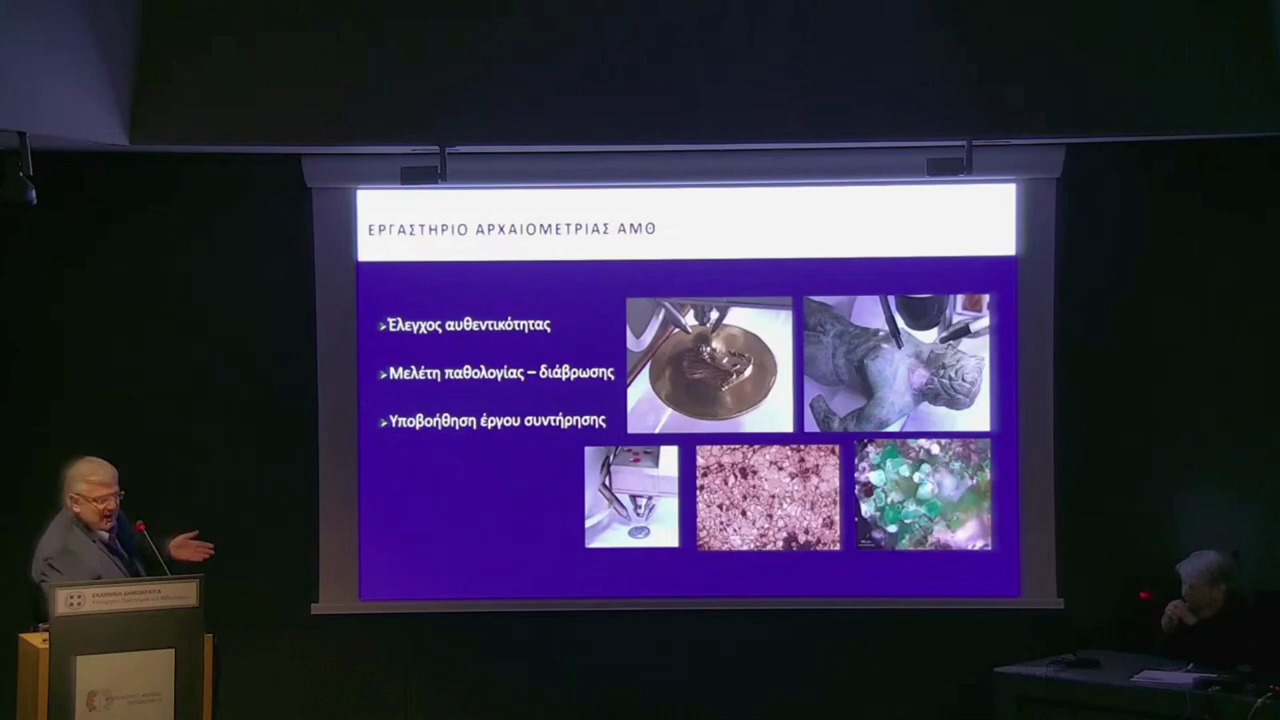 ΕΡΓΑΣΤΗΡΙΟ ΑΡΧΑΙΟΜΕΤΡΙΑΣ ΑΜΘ
➢Έλεγχος αυθεντικότητας
➢Μελέτη παθολογίας – διάβρωσης
➢Υποβοήθηση έργου συντήρησης
ΕΛΛΗΝΙΚΗ ΔΗΜΟΚΡΑΤΙΑ